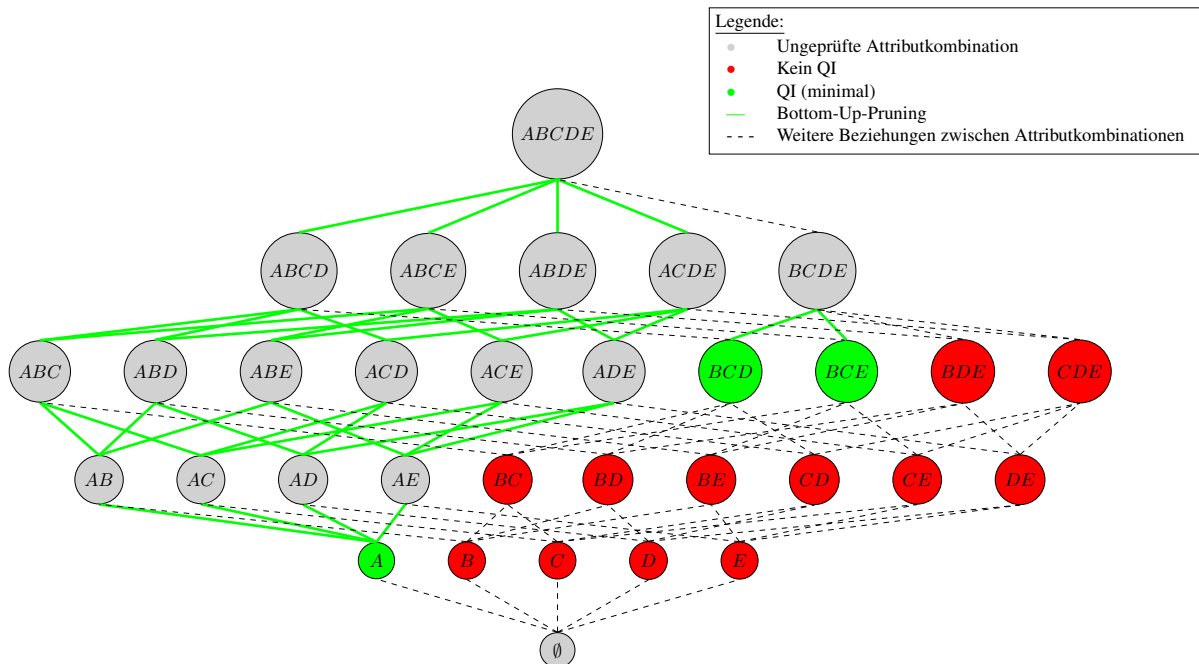 Legende:
Ungeprüfte Attributkombination
Kein QI
QI (minimal)
Bottom-Up-Pruning
Weitere Beziehungen zwischen Attributkombinationen
ABCDE
ABCD ABCE ABDE ACDE BCDE
ABC ABD ABE ACD ACE ADE BCD BCE BDE CDE
AB AC AD AE BC BD BE CD CE DE
A B C D E
∅